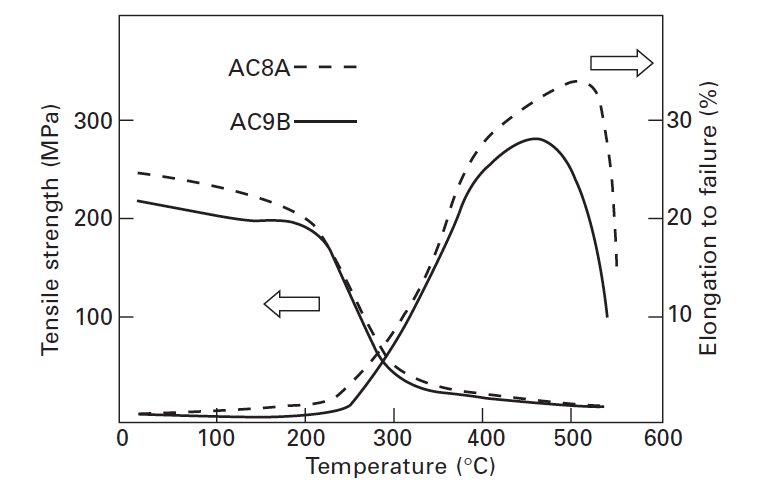 AC8A
AC9B
Tensile strength (MPa)
300
200
100
Elongation to failure (%)
30
20
10
0 100 200 300 400 500 600
Temperature (°C)